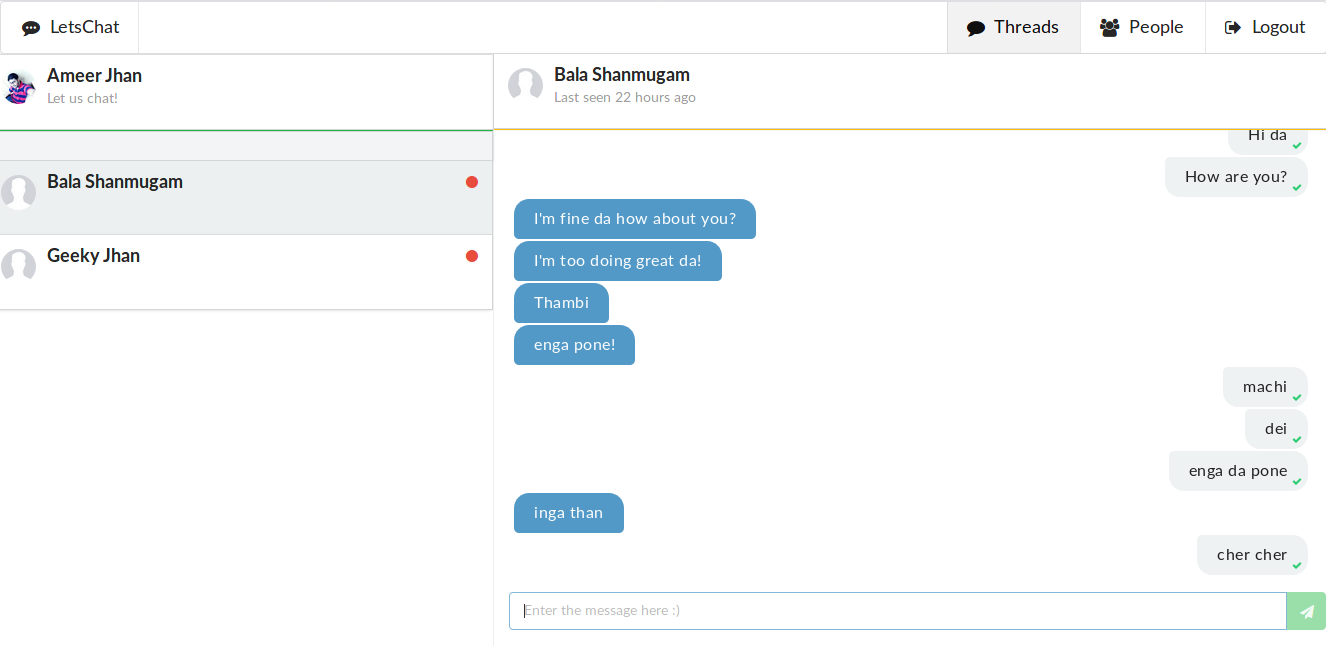 LetsChat
Threads
People
Logout
Ameer Jhan
Let us chat!
Bala Shanmugam
Geeky Jhan
Bala Shanmugam
Last seen 22 hours ago
Hi da
How are you?
I'm fine da how about you?
I'm too doing great da!
Thambi
enga pone!
machi
dei
enga da pone
inga than
cher cher
Enter the message here :)